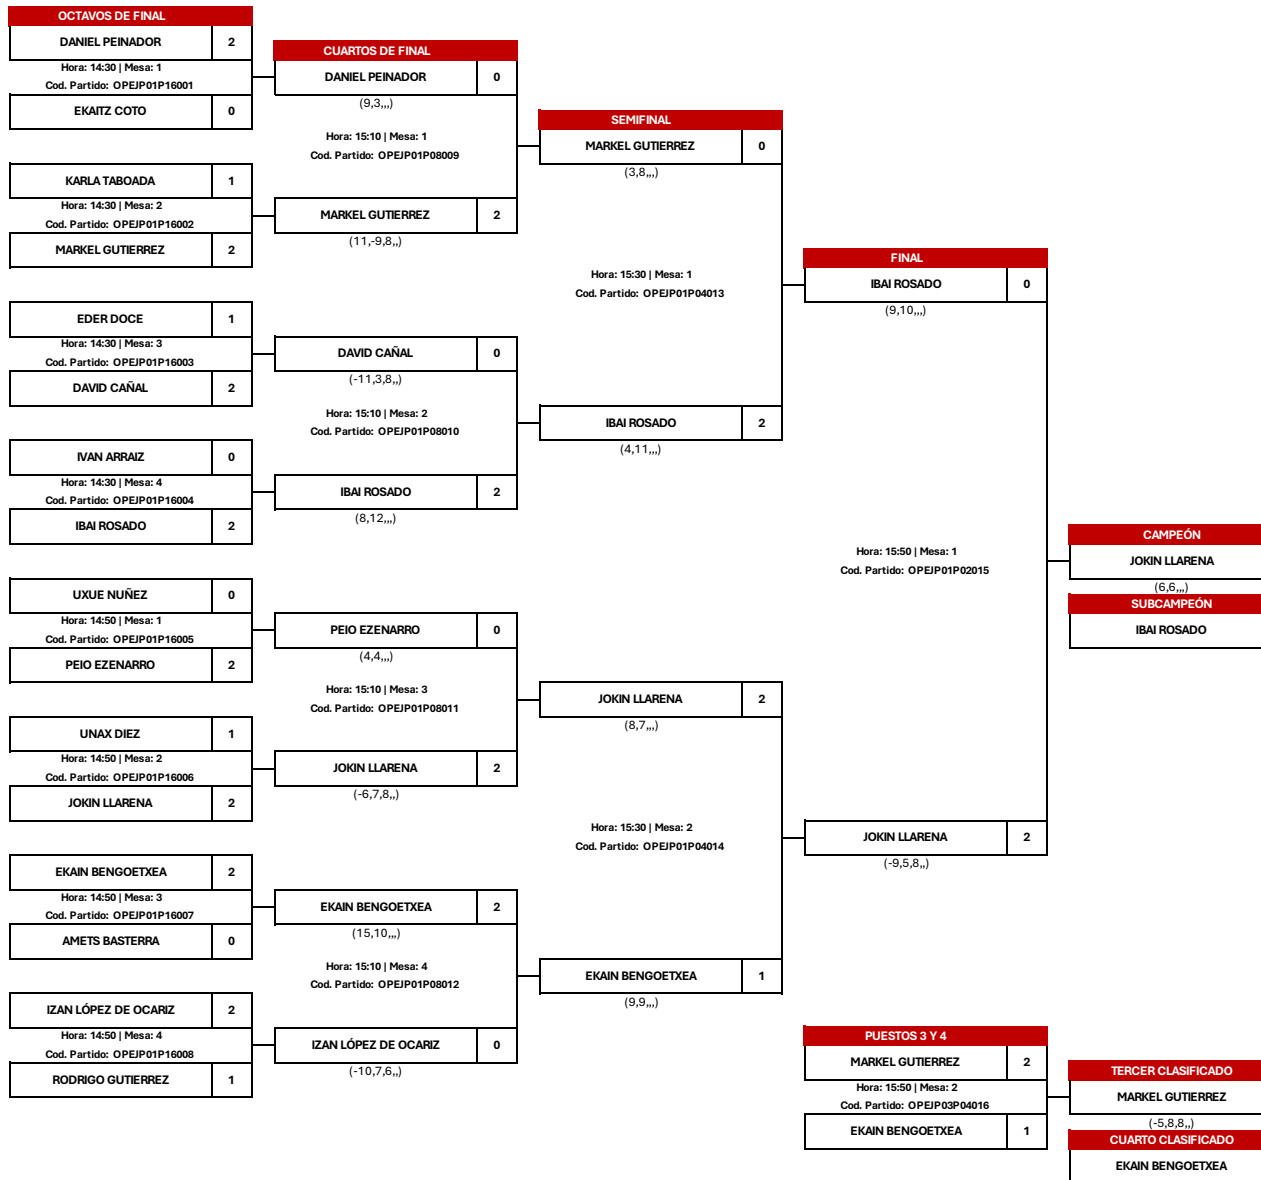 OCTAVOS DE FINAL
DANIEL PEINADOR 2
Hora: 14:30 | Mesa: 1
Cod. Partido: OPEJP01P16001
EKAITZ COTO 0
KARLA TABOADA 1
Hora: 14:30 | Mesa: 2
Cod. Partido: OPEJP01P16002
MARKEL GUTIERREZ 2
EDER DOCE 1
Hora: 14:30 | Mesa: 3
Cod. Partido: OPEJP01P16003
DAVID CAÑAL 2
IVAN ARRAIZ 0
Hora: 14:30 | Mesa: 4
Cod. Partido: OPEJP01P16004
IBAI ROSADO 2
UXUE NUÑEZ 0
Hora: 14:50 | Mesa: 1
Cod. Partido: OPEJP01P16005
PEIO EZENARRO 2
UNAX DIEZ 1
Hora: 14:50 | Mesa: 2
Cod. Partido: OPEJP01P16006
JOKIN LLARENA 2
EKAIN BENGOETXEA 2
Hora: 14:50 | Mesa: 3
Cod. Partido: OPEJP01P16007
AMETS BASTERRA 0
IZAN LÓPEZ DE OCARIZ 2
Hora: 14:50 | Mesa: 4
Cod. Partido: OPEJP01P16008
RODRIGO GUTIERREZ 1
CUARTOS DE FINAL
DANIEL PEINADOR 0
(9,3,,,)
Hora: 15:10 | Mesa: 1
Cod. Partido: OPEJP01P08009
MARKEL GUTIERREZ 2
(11,-9,8,,)
DAVID CAÑAL 0
(-11,3,8,,)
Hora: 15:10 | Mesa: 2
Cod. Partido: OPEJP01P08010
IBAI ROSADO 2
(8,12,,,)
PEIO EZENARRO 0
(4,4,,,)
Hora: 15:10 | Mesa: 3
Cod. Partido: OPEJP01P08011
JOKIN LLARENA 2
(-6,7,8,,)
EKAIN BENGOETXEA 2
(15,10,,,)
Hora: 15:10 | Mesa: 4
Cod. Partido: OPEJP01P08012
IZAN LÓPEZ DE OCARIZ 0
(-10,7,6,,)
SEMIFINAL
MARKEL GUTIERREZ 0
(3,8,,,)
Hora: 15:30 | Mesa: 1
Cod. Partido: OPEJP01P04013
IBAI ROSADO 2
(4,11,,,)
JOKIN LLARENA 2
(8,7,,,)
Hora: 15:30 | Mesa: 2
Cod. Partido: OPEJP01P04014
EKAIN BENGOETXEA 1
(9,9,,,)
FINAL
IBAI ROSADO 0
(9,10,,,)
Hora: 15:50 | Mesa: 1
Cod. Partido: OPEJP01P02015
JOKIN LLARENA 2
(-9,5,8,,)
CAMPEÓN
JOKIN LLARENA
(6,6,,,)
SUBCAMPEÓN
IBAI ROSADO
PUESTOS 3 Y 4
MARKEL GUTIERREZ 2
Hora: 15:50 | Mesa: 2
Cod. Partido: OPEJP03P04016
EKAIN BENGOETXEA 1
TERCER CLASIFICADO
MARKEL GUTIERREZ
(-5,8,8,,)
CUARTO CLASIFICADO
EKAIN BENGOETXEA